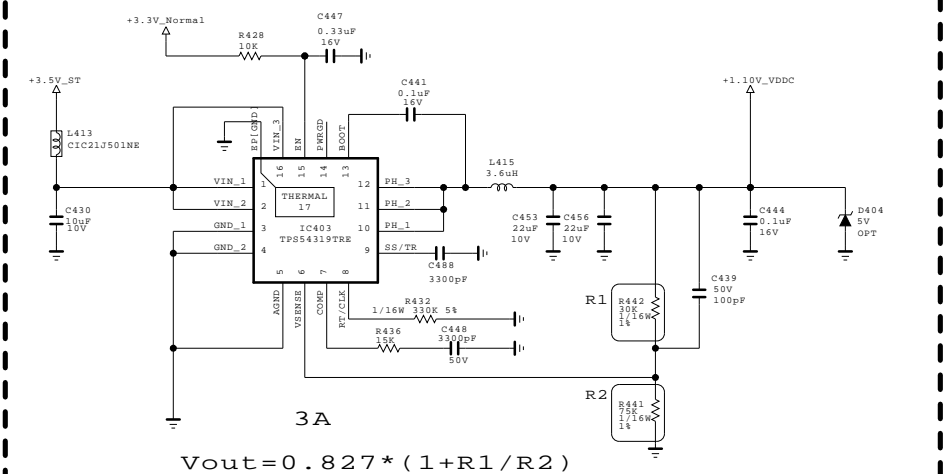 +3.3V_Normal
C447
0.33uF
16V
R428
10K
+3.5V_ST
C441
0.1uF
16V
+1.10V_VDDC
L413
CIC21J501NE
EP[GND]
VIN_3
EN
PWRGD
BOOT
16
15
14
13
L415
3.6uH
VIN_1
1
THERMAL
17
12
PH_3
VIN_2
2
11
PH_2
GND_1
3
IC403
TPS54319TRE
10
PH_1
GND_2
4
9
SS/TR
5
6
7
8
AGND
VSENSE
COMP
RT/CLK
C430
10uF
10V
C453
22uF
10V
C456
22uF
10V
C444
0.1uF
16V
D404
5V
OPT
C488
3300pF
C439
50V
100pF
R432
1/16W 330K 5%
R436
15K
C448
3300pF
50V
R1
R442
30K
1/16W
1%
R2
R441
75K
1/16W
1%
3A
Vout=0.827*(1+R1/R2)